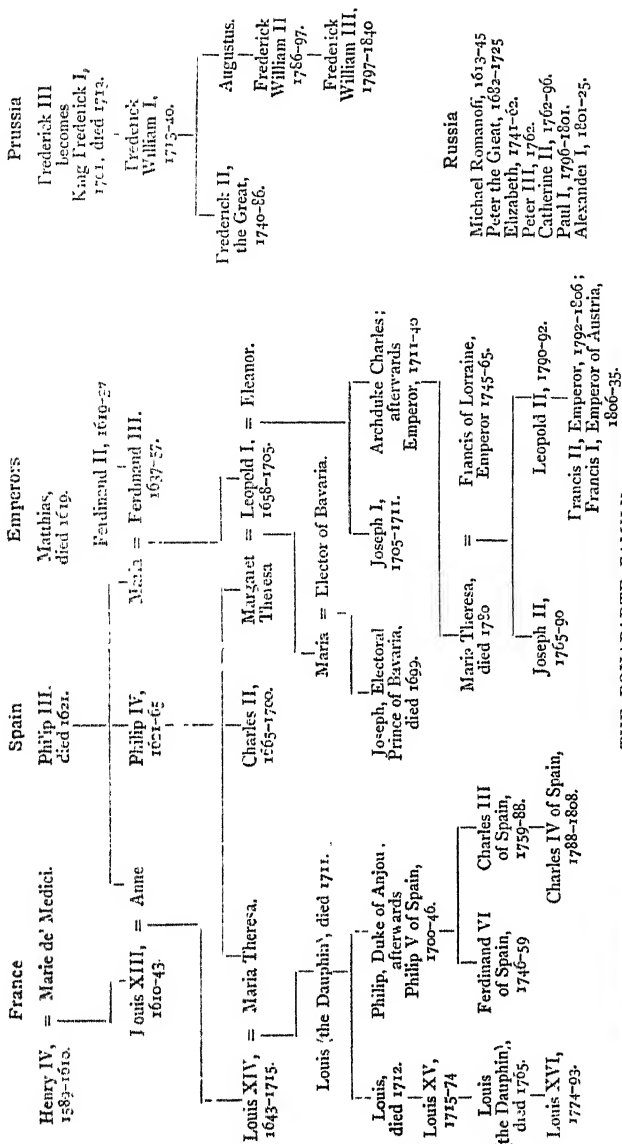 France
Henry IV, = Marie de' Medici.
1589-1610.
Louis XIII, = Anne
1610-43.
Louis XIV, = Maria Theresa.
1643-1715.
Louis (the Dauphin), died 1711.
Louis,
died 1712.
Louis XV,
1715-74
Louis
(the Dauphin),
died 1765.
Louis XVI,
1774-93.
Philip, Duke of Anjou,
afterwards
Philip V of Spain,
1700-46.
Ferdinand VI
of Spain,
1746-59
Charles III
of Spain,
1759-88.
Charles IV of Spain,
1788-1808.
Spain
Philip III.
died 1621.
Philip IV,
1621-65
Charles II,
1665-1700.
Emperors
Matthias,
died 1619.
Ferdinand II, 1619-37
Maria = Ferdinand III.
1637-57.
Margaret = Leopold I. = Eleanor.
Theresa 1658-1705.
Maria = Elector of Bavaria.
Joseph, Electoral
Prince of Bavaria,
died 1699.
Joseph I,
1705-1711.
Archduke Charles;
afterwards
Emperor, 1711-40
Maria Theresa, = Francis of Lorraine,
died 1780 Emperor 1745-65.
Joseph II,
1765-90
Leopold II, 1790-92.
Francis II, Emperor, 1792-1806;
Francis I, Emperor of Austria,
1806-35.
Prussia
Frederick III
becomes
King Frederick I,
1701, died 1713.
Frederick
William I,
1713-40.
Frederick II,
the Great,
1740-86.
Augustus.
Frederick
William II
1786-97.
Frederick
William III,
1797-1840
Russia
Michael Romanoff, 1613-45
Peter the Great, 1682-1725
Elizabeth, 1741-62.
Peter III, 1762.
Catherine II, 1762-96.
Paul I, 1796-1801.
Alexander I, 1801-25.